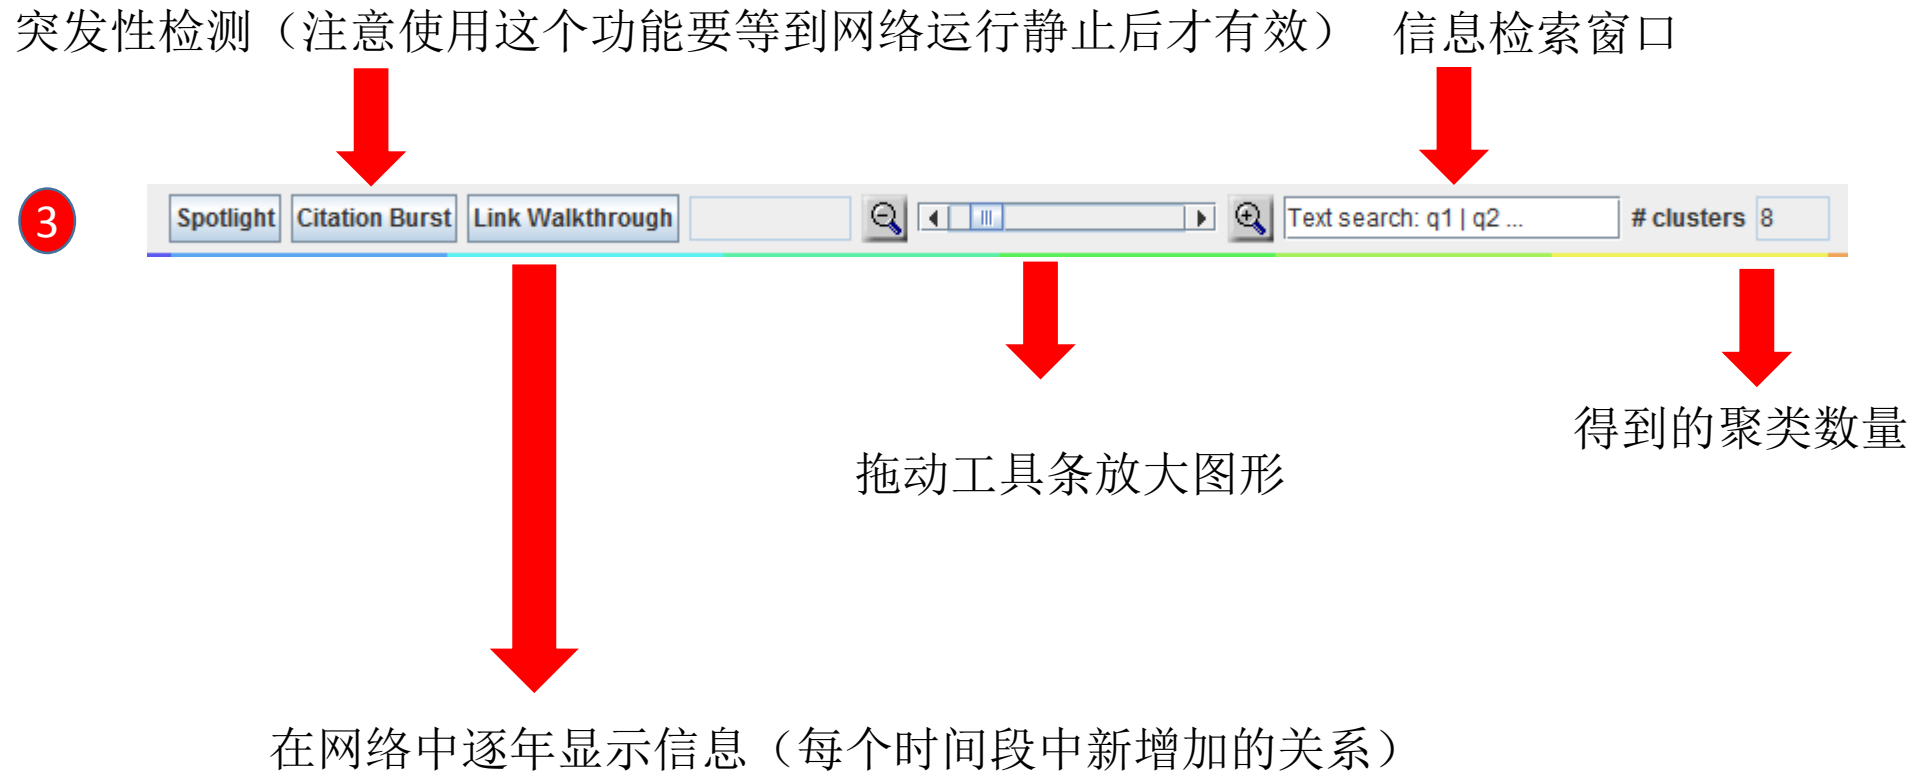 突发性检测（注意使用这个功能要等到网络运行静止后才有效） 信息检索窗口
3
Spotlight Citation Burst Link Walkthrough Text search: q1 | q2 ... # clusters 8
得到的聚类数量
拖动工具条放大图形
在网络中逐年显示信息（每个时间段中新增加的关系）